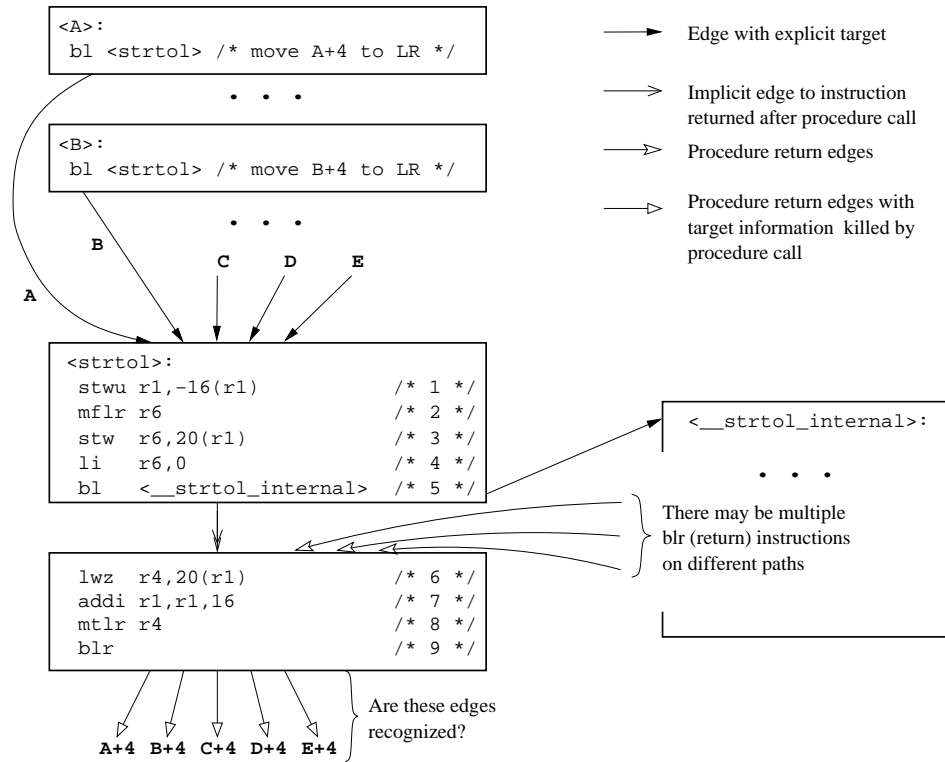 <A>:
bl <strtol> /* move A+4 to LR */
. . .
<B>:
bl <strtol> /* move B+4 to LR */
. . .
Edge with explicit target
Implicit edge to instruction
returned after procedure call
Procedure return edges
Procedure return edges with
target information killed by
procedure call
A
B
C D E
<strtol>:
stwu r1,-16(r1) /* 1 */
mflr r6 /* 2 */
stw r6,20(r1) /* 3 */
li r6,0 /* 4 */
bl <__strtol_internal> /* 5 */
<__strtol_internal>:
. . .
There may be multiple
blr (return) instructions
on different paths
lwz r4,20(r1) /* 6 */
addi r1,r1,16 /* 7 */
mtlr r4 /* 8 */
blr /* 9 */
Are these edges
recognized?
A+4 B+4 C+4 D+4 E+4